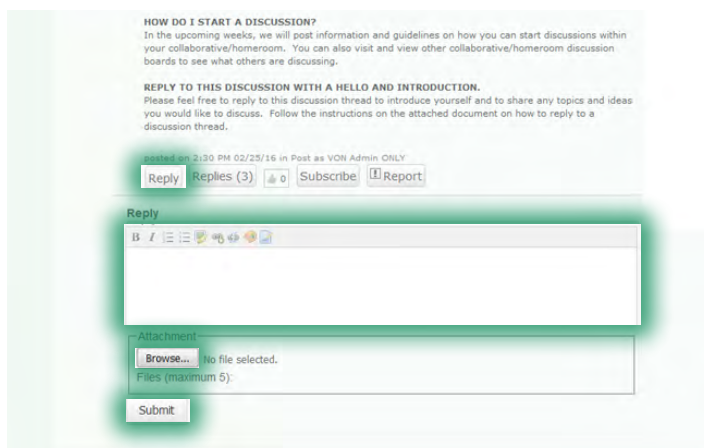 HOW DO I START A DISCUSSION?
In the upcoming weeks, we will post information and guidelines on how you can start discussions within
your collaborative/homeroom. You can also visit and view other collaborative/homeroom discussion
boards to see what others are discussing.
REPLY TO THIS DISCUSSION WITH A HELLO AND INTRODUCTION.
Please feel free to reply to this discussion thread to introduce yourself and to share any topics and ideas
you would like to discuss. Follow the instructions on the attached document on how to reply to a
discussion thread.
posted on 2:30 PM 02/25/16 in Post as VON Admin ONLY
Reply Replies (3) 0 Subscribe Report
Reply
B I
Attachment
Browse... No file selected.
Files (maximum 5):
Submit